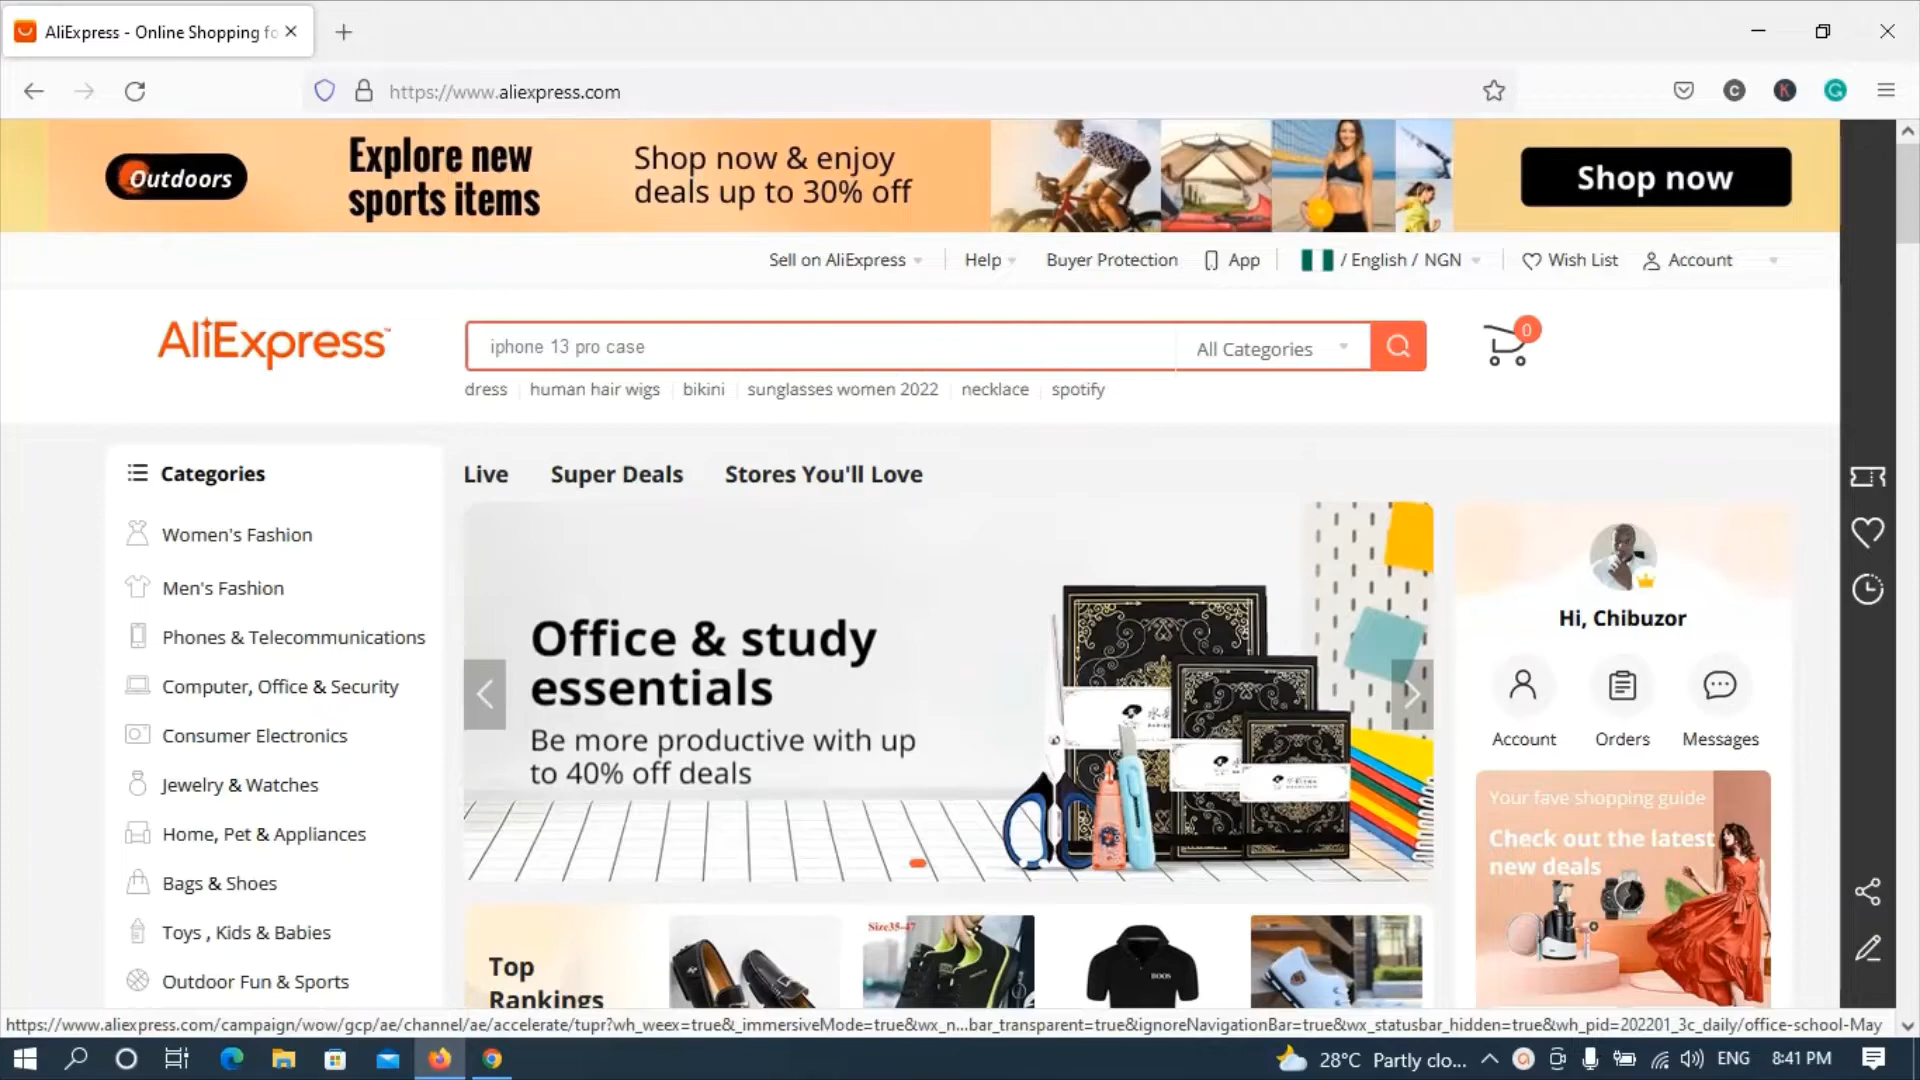 AliExpress - Online Shopping fo
https://www.aliexpress.com
Outdoors
Explore new
sports items
Shop now & enjoy
deals up to 30% off
Shop now
Sell on AliExpress
Help
Buyer Protection
App
/ English / NGN
Wish List
Account
AliExpress™
iphone 13 pro case
All Categories
0
dress
human hair wigs
bikini
sunglasses women 2022
necklace
spotify
Categories
Women's Fashion
Men's Fashion
Phones & Telecommunications
Computer, Office & Security
Consumer Electronics
Jewelry & Watches
Home, Pet & Appliances
Bags & Shoes
Toys , Kids & Babies
Outdoor Fun & Sports
Live
Super Deals
Stores You'll Love
Office & study
essentials
Be more productive with up
to 40% off deals
Hi, Chibuzor
Account
Orders
Messages
Your fave shopping guide
Check out the latest
new deals
Top
Rankings
Size35-47
BOOS
https://www.aliexpress.com/campaign/wow/gcp/ae/channel/ae/accelerate/tupr?wh_weex=true&_immersiveMode=true&wx_n...bar_transparent=true&ignoreNavigationBar=true&wx_statusbar_hidden=true&wh_pid=202201_3c_daily/office-school-May
28°C Partly clo...
ENG
8:41 PM